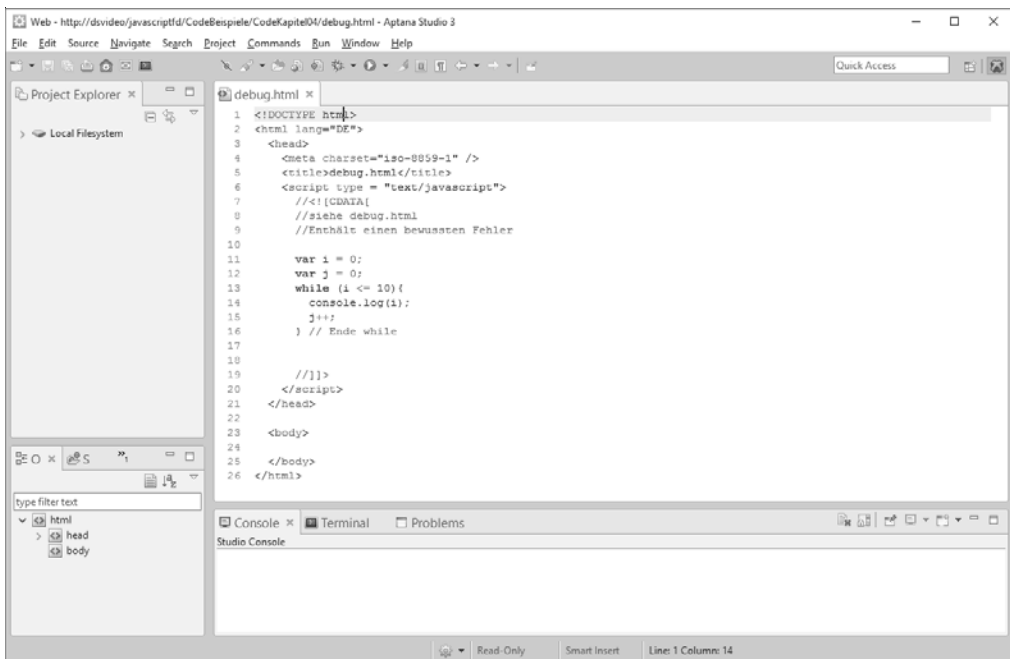 Web - http://dsvideo/javascriptfd/CodeBeispiele/CodeKapitel04/debug.html - Aptana Studio 3
File Edit Source Navigate Search Project Commands Run Window Help
Quick Access
Project Explorer
Local Filesystem
debug.html
1 <!DOCTYPE html>
2 <html lang="DE">
3 <head>
4 <meta charset="iso-8859-1" />
5 <title>debug.html</title>
6 <script type = "text/javascript">
7 //<![CDATA[
8 //siehe debug.html
9 //Enthält einen bewussten Fehler
10
11 var i = 0;
12 var j = 0;
13 while (i <= 10){
14 console.log(i);
15 j++;
16 } // Ende while
17
18
19 //]]>
20 </script>
21 </head>
22
23 <body>
24
25 </body>
26 </html>
O S »1
type filter text
html
head
body
Console Terminal Problems
Studio Console
Read-Only Smart Insert Line: 1 Column: 14